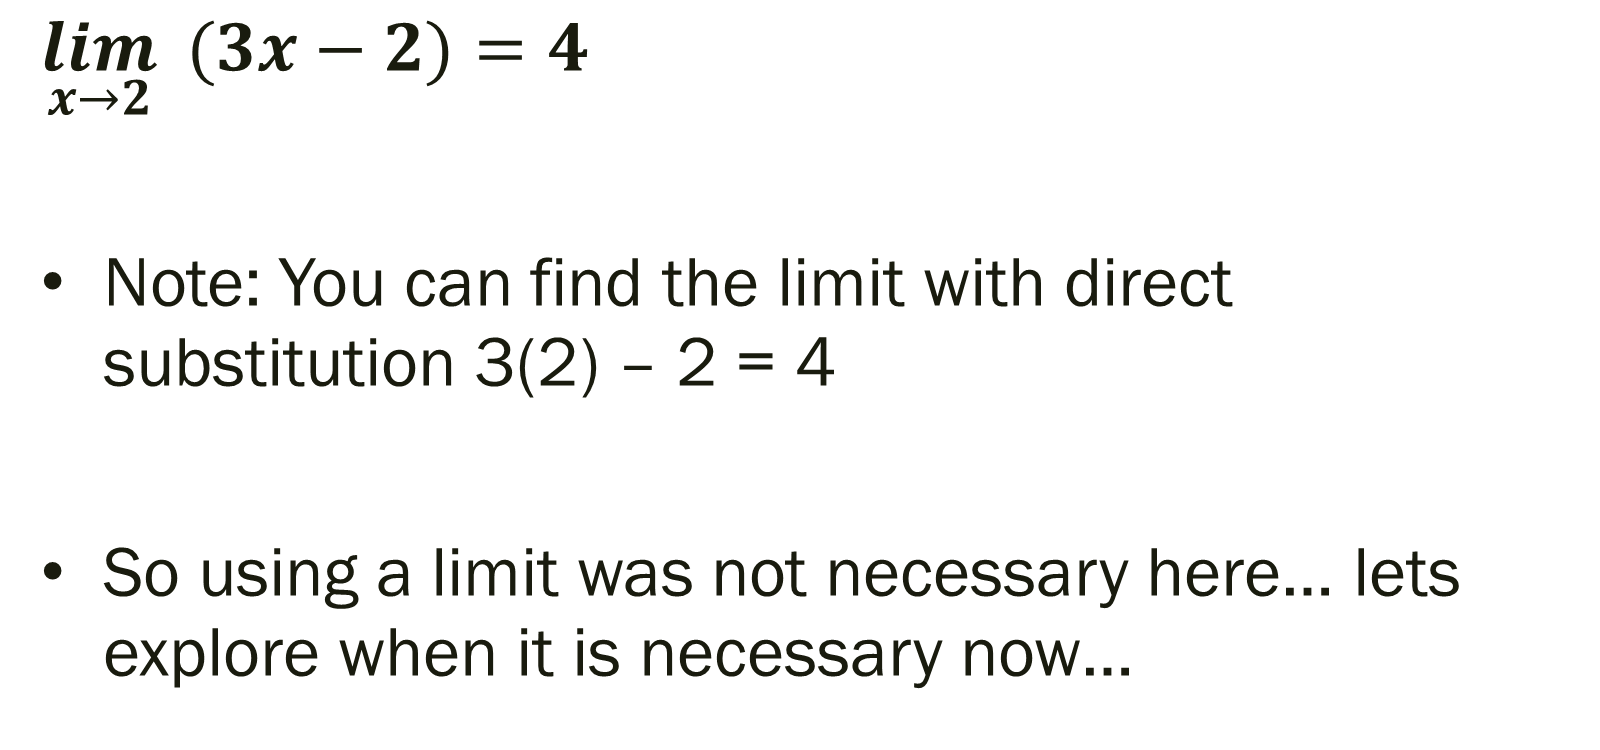 lim (3x − 2) = 4
x→2
• Note: You can find the limit with direct
substitution 3(2) – 2 = 4
• So using a limit was not necessary here... lets
explore when it is necessary now...